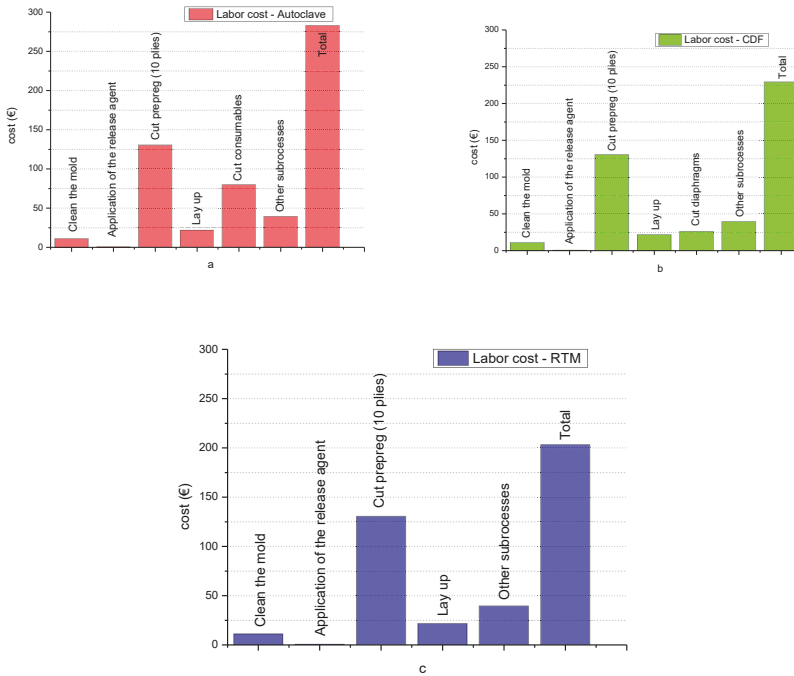 Labor cost - Autoclave
cost (€)
300
250
200
150
100
50
0
Clean the mold
Application of the release agent
Cut prepreg (10 plies)
Lay up
Cut consumables
Other subrocesses
Total
a
Labor cost - CDF
cost (€)
300
250
200
150
100
50
0
Clean the mold
Application of the release agent
Cut prepreg (10 plies)
Lay up
Cut diaphragms
Other subrocesses
Total
b
Labor cost - RTM
cost (€)
300
250
200
150
100
50
0
Clean the mold
Application of the release agent
Cut prepreg (10 plies)
Lay up
Other subrocesses
Total
c